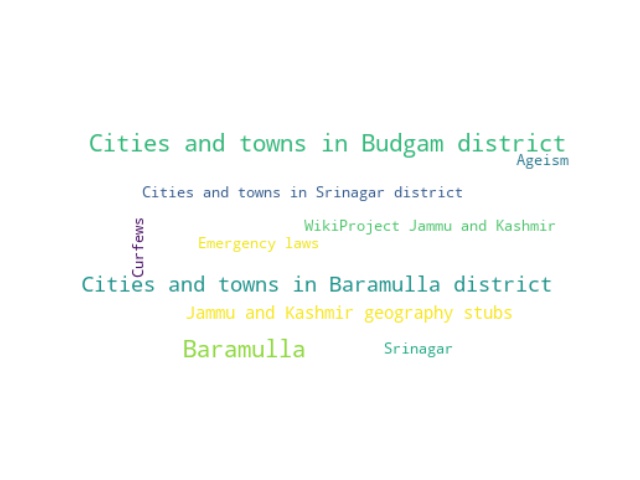 Cities and towns in Budgam district
Ageism
Cities and towns in Srinagar district
Curfews
WikiProject Jammu and Kashmir
Emergency laws
Cities and towns in Baramulla district
Jammu and Kashmir geography stubs
Baramulla
Srinagar